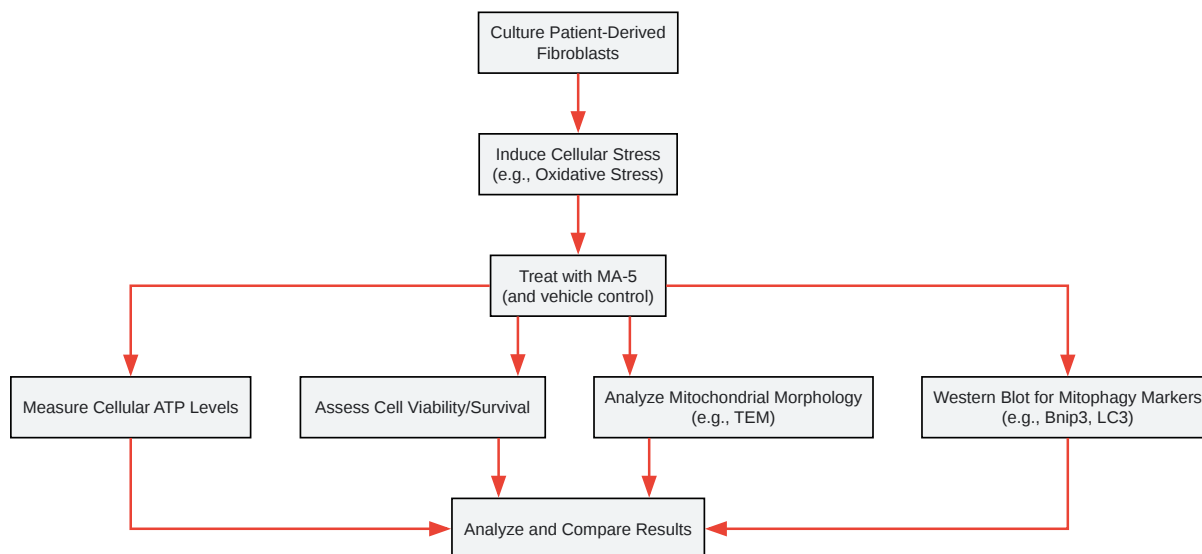 Culture Patient-Derived
Fibroblasts
Induce Cellular Stress
(e.g., Oxidative Stress)
Treat with MA-5
(and vehicle control)
Measure Cellular ATP Levels
Assess Cell Viability/Survival
Analyze Mitochondrial Morphology
(e.g., TEM)
Western Blot for Mitophagy Markers
(e.g., Bnip3, LC3)
Analyze and Compare Results